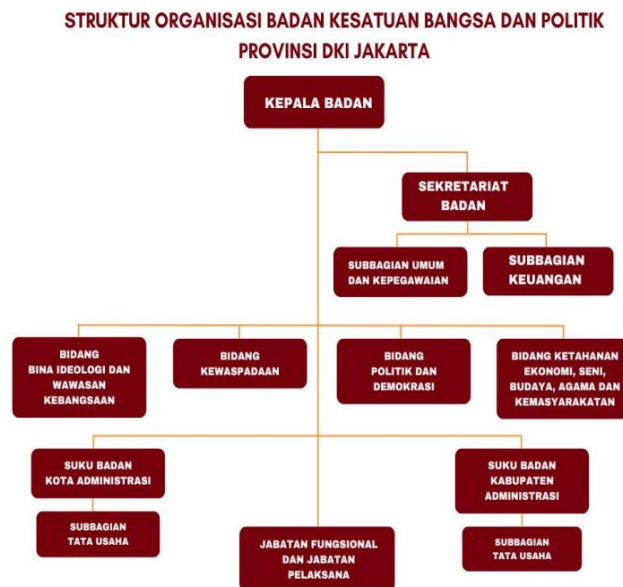 STRUKTUR ORGANISASI BADAN KESATUAN BANGSA DAN POLITIK
PROVINSI DKI JAKARTA
KEPALA BADAN
SEKRETARIAT
BADAN
SUBBAGIAN UMUM
DAN KEPEGAWAIAN
SUBBAGIAN
KEUANGAN
BIDANG
BINA IDEOLOGI DAN
WAWASAN
KEBANGSAAN
BIDANG
KEWASPADAAN
BIDANG
POLITIK DAN
DEMOKRASI
BIDANG KETAHANAN
EKONOMI, SENI,
BUDAYA, AGAMA DAN
KEMASYARAKATAN
SUKU BADAN
KOTA ADMINISTRASI
SUKU BADAN
KABUPATEN
ADMINISTRASI
SUBBAGIAN
TATA USAHA
JABATAN FUNGSIONAL
DAN JABATAN
PELAKSANA
SUBBAGIAN
TATA USAHA